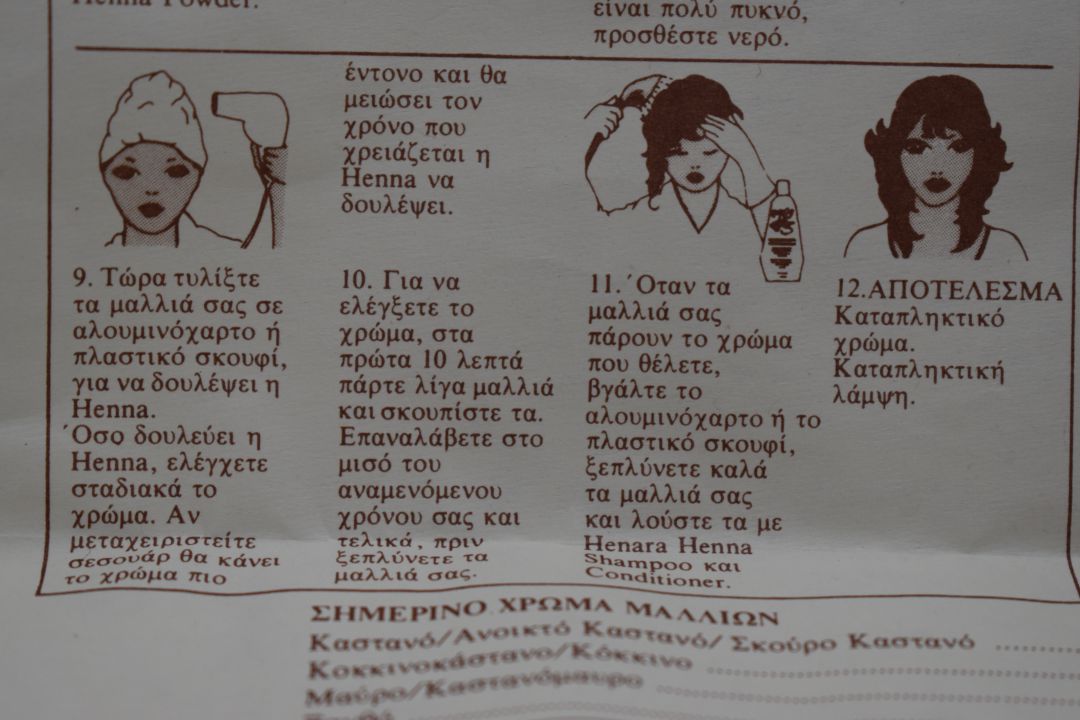 Henna Powder.
είναι πολύ πυκνό,
προσθέστε νερό.
9. Τώρα τυλίξτε
τα μαλλιά σας σε
αλουμινόχαρτο ή
πλαστικό σκουφί,
για να δουλέψει η
Henna.
Όσο δουλεύει η
Henna, ελέγχετε
σταδιακά το
χρώμα. Αν
μεταχειριστείτε
σεσουάρ θα κάνει
το χρώμα πιο
έντονο και θα
μειώσει τον
χρόνο που
χρειάζεται η
Henna να
δουλέψει.
10. Για να
ελέγξετε το
χρώμα, στα
πρώτα 10 λεπτά
πάρτε λίγα μαλλιά
και σκουπίστε τα.
Επαναλάβετε στο
μισό του
αναμενόμενου
χρόνου σας και
τελικά, πριν
ξεπλύνετε τα
μαλλιά σας.
11. Όταν τα
μαλλιά σας
πάρουν το χρώμα
που θέλετε,
βγάλτε το
αλουμινόχαρτο ή το
πλαστικό σκουφί,
ξεπλύνετε καλά
τα μαλλιά σας
και λούστε τα με
Henara Henna
Shampoo και
Conditioner.
12.ΑΠΟΤΕΛΕΣΜΑ
Καταπληκτικό
χρώμα.
Καταπληκτική
λάμψη.
ΣΗΜΕΡΙΝΟ ΧΡΩΜΑ ΜΑΛΛΙΩΝ
Καστανό/Ανοικτό Καστανό/ Σκούρο Καστανό
Κοκκινοκάστανο/Κόκκινο
Μαύρο/Καστανόμαυρο